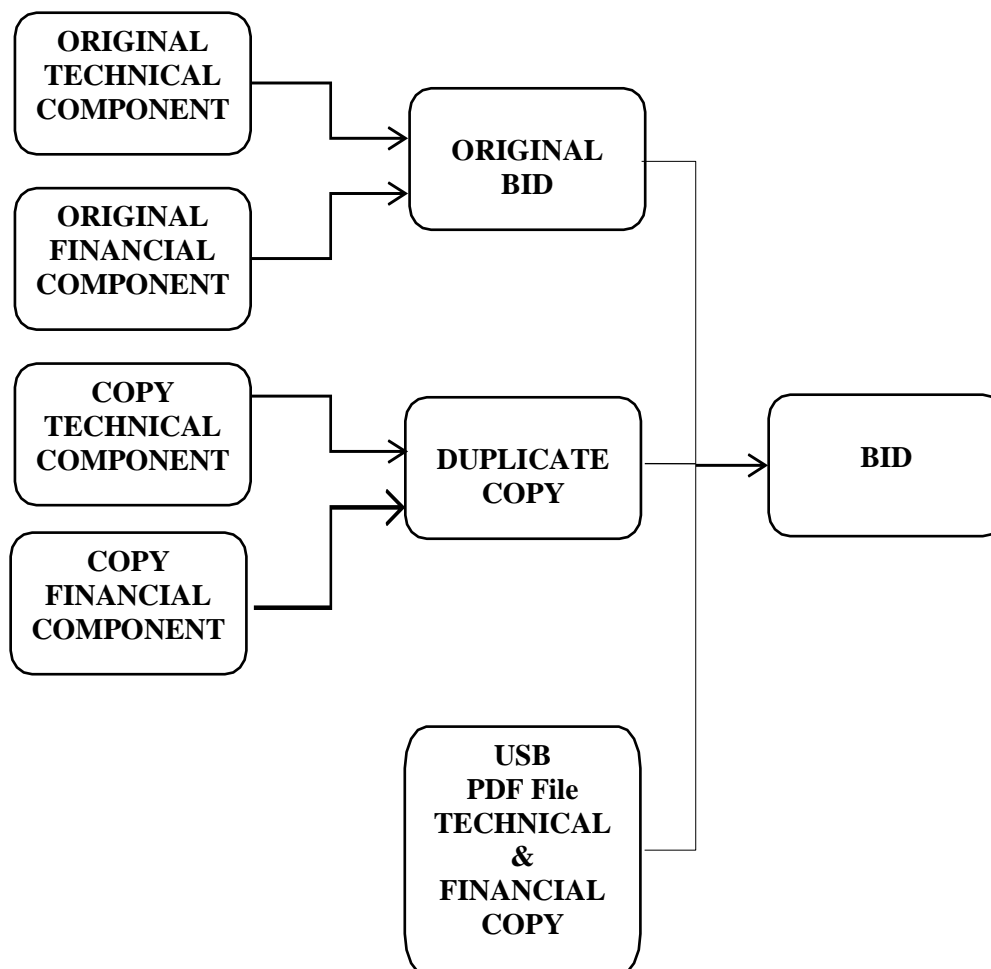 ORIGINAL
TECHNICAL
COMPONENT
ORIGINAL
FINANCIAL
COMPONENT
ORIGINAL
BID
COPY
TECHNICAL
COMPONENT
COPY
FINANCIAL
COMPONENT
DUPLICATE
COPY
BID
USB
PDF File
TECHNICAL
&
FINANCIAL
COPY